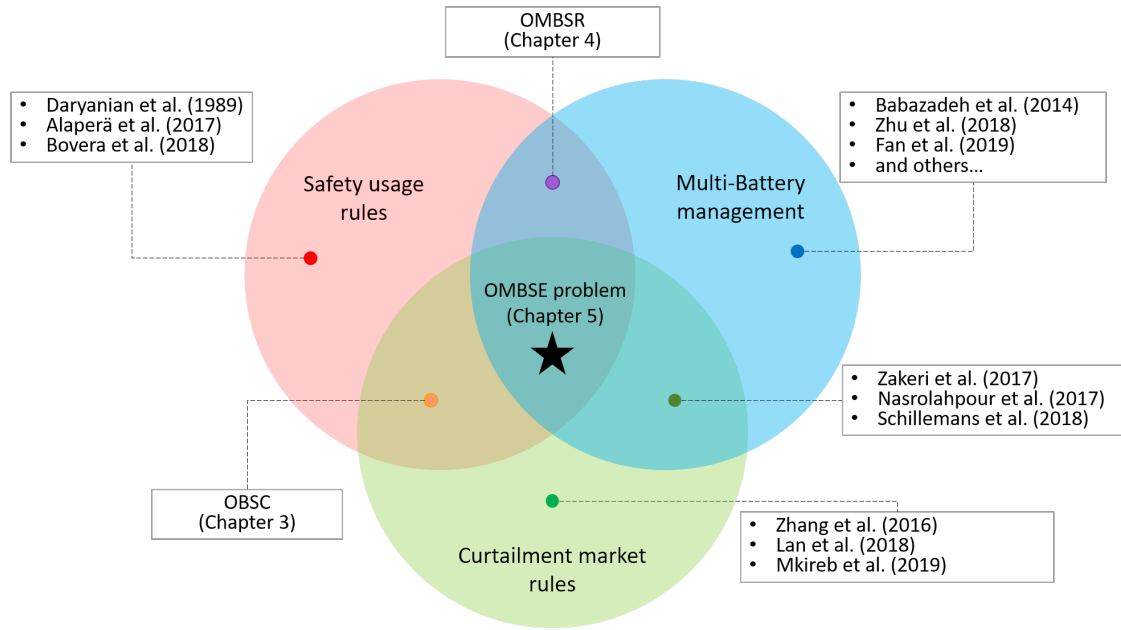 OMBSR
(Chapter 4)
• Daryanian et al. (1989)
• Alaperä et al. (2017)
• Bovera et al. (2018)
• Babazadeh et al. (2014)
• Zhu et al. (2018)
• Fan et al. (2019)
• and others…
Safety usage
rules
Multi-Battery
management
OMBSE problem
(Chapter 5)
• Zakeri et al. (2017)
• Nasrolahpour et al. (2017)
• Schillemans et al. (2018)
OBSC
(Chapter 3)
• Zhang et al. (2016)
• Lan et al. (2018)
• Mkireb et al. (2019)
Curtailment market
rules